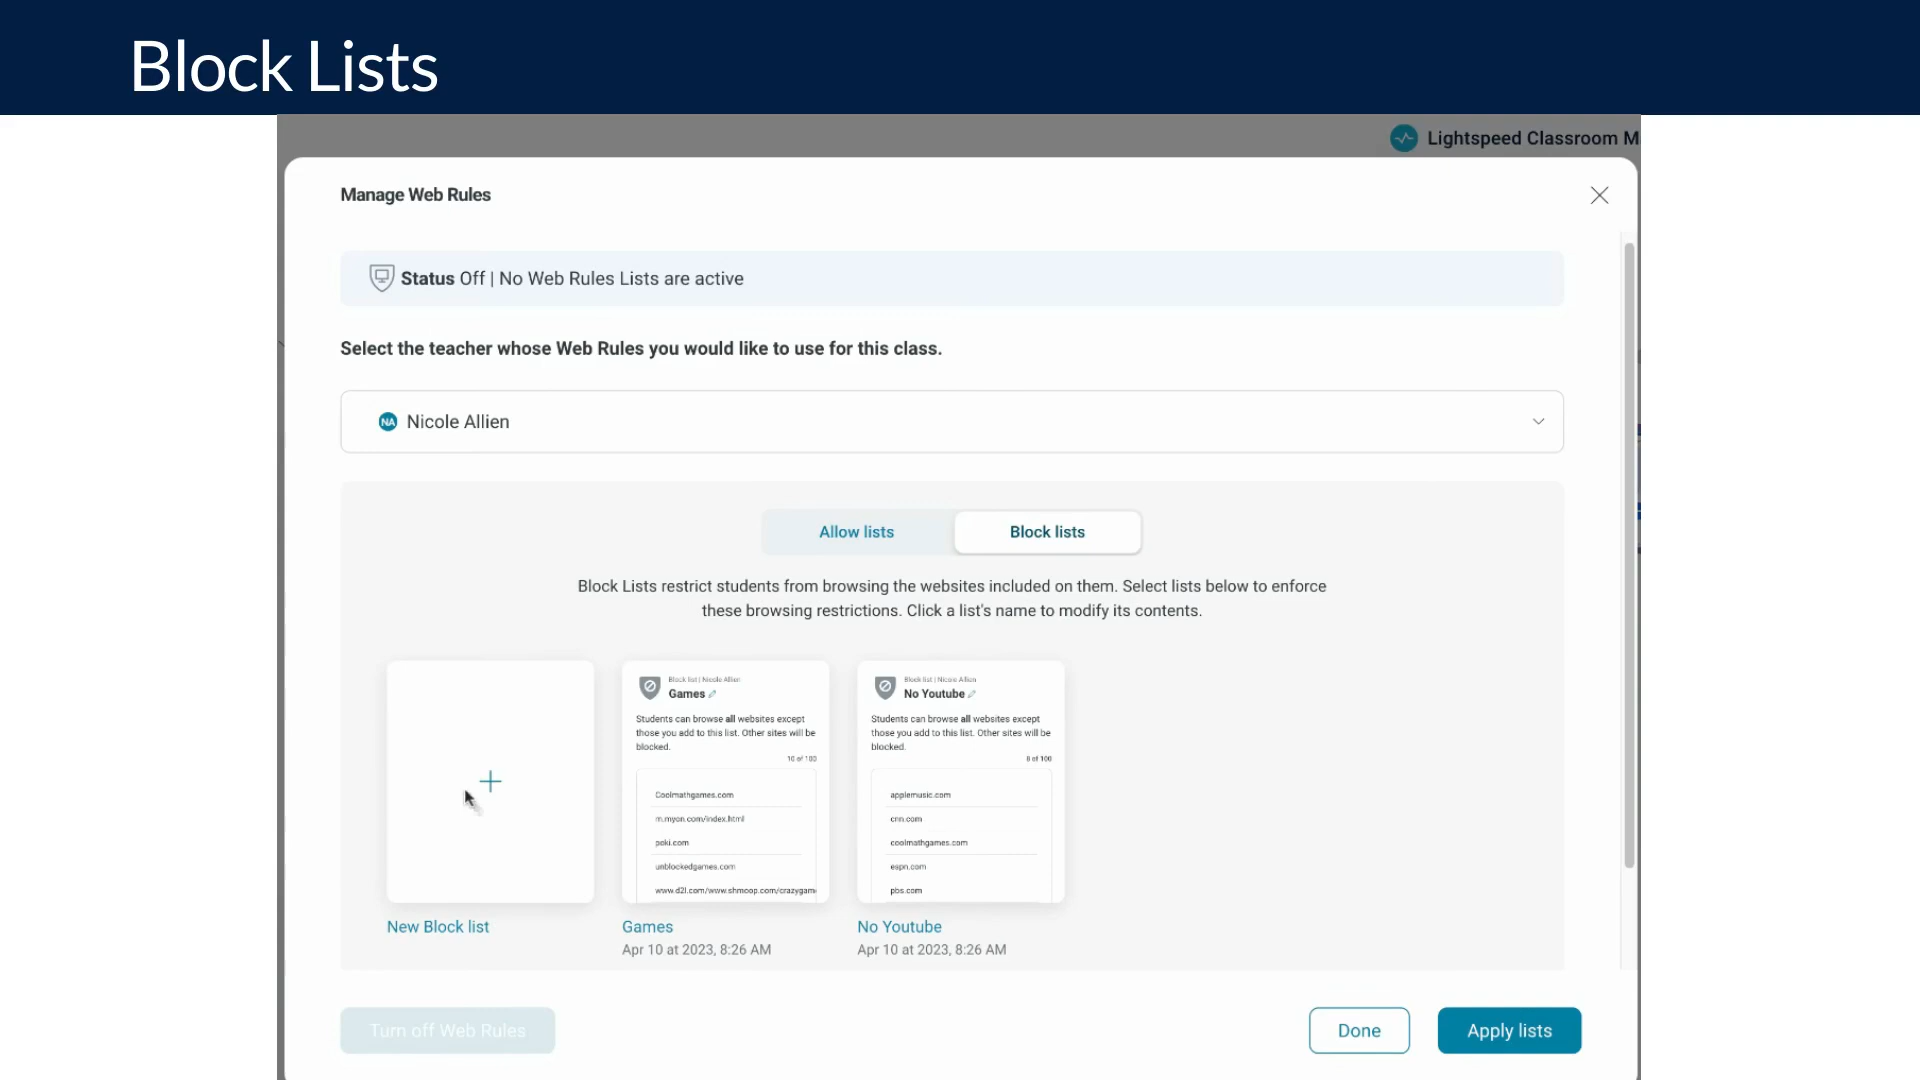 Block Lists
Lightspeed Classroom M
Manage Web Rules
Status Off | No Web Rules Lists are active
Select the teacher whose Web Rules you would like to use for this class.
NA Nicole Allien
Allow lists
Block lists
Block Lists restrict students from browsing the websites included on them. Select lists below to enforce
these browsing restrictions. Click a list's name to modify its contents.
New Block list
Block list | Nicole Allien
Games
Students can browse all websites except
those you add to this list. Other sites will be
blocked.
10 of 100
Coolmathgames.com
m.myon.com/index.html
poki.com
unblockedgames.com
www.d2l.com/www.shmoop.com/crazygam
Games
Apr 10 at 2023, 8:26 AM
Block list | Nicole Allien
No Youtube
Students can browse all websites except
those you add to this list. Other sites will be
blocked.
8 of 100
applemusic.com
cnn.com
coolmathgames.com
espn.com
pbs.com
No Youtube
Apr 10 at 2023, 8:26 AM
Turn off Web Rules
Done
Apply lists